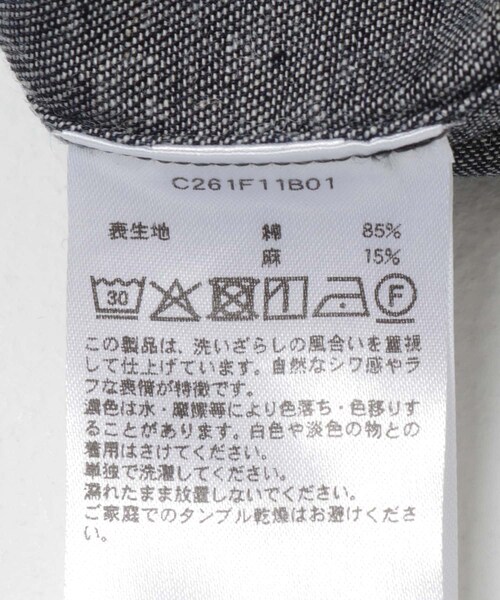 C261F11B01
表生地 綿 85%
麻 15%
30 F
この製品は、洗いざらしの風合いを重視
して仕上げています。自然なシワ感やラ
フな表情が特徴です。
濃色は水・摩擦等により色落ち・色移りす
ることがあります。白色や淡色の物との
着用はさけてください。
単独で洗濯してください。
濡れたまま放置しないでください。
ご家庭でのタンブル乾燥はお避けくださ
い。